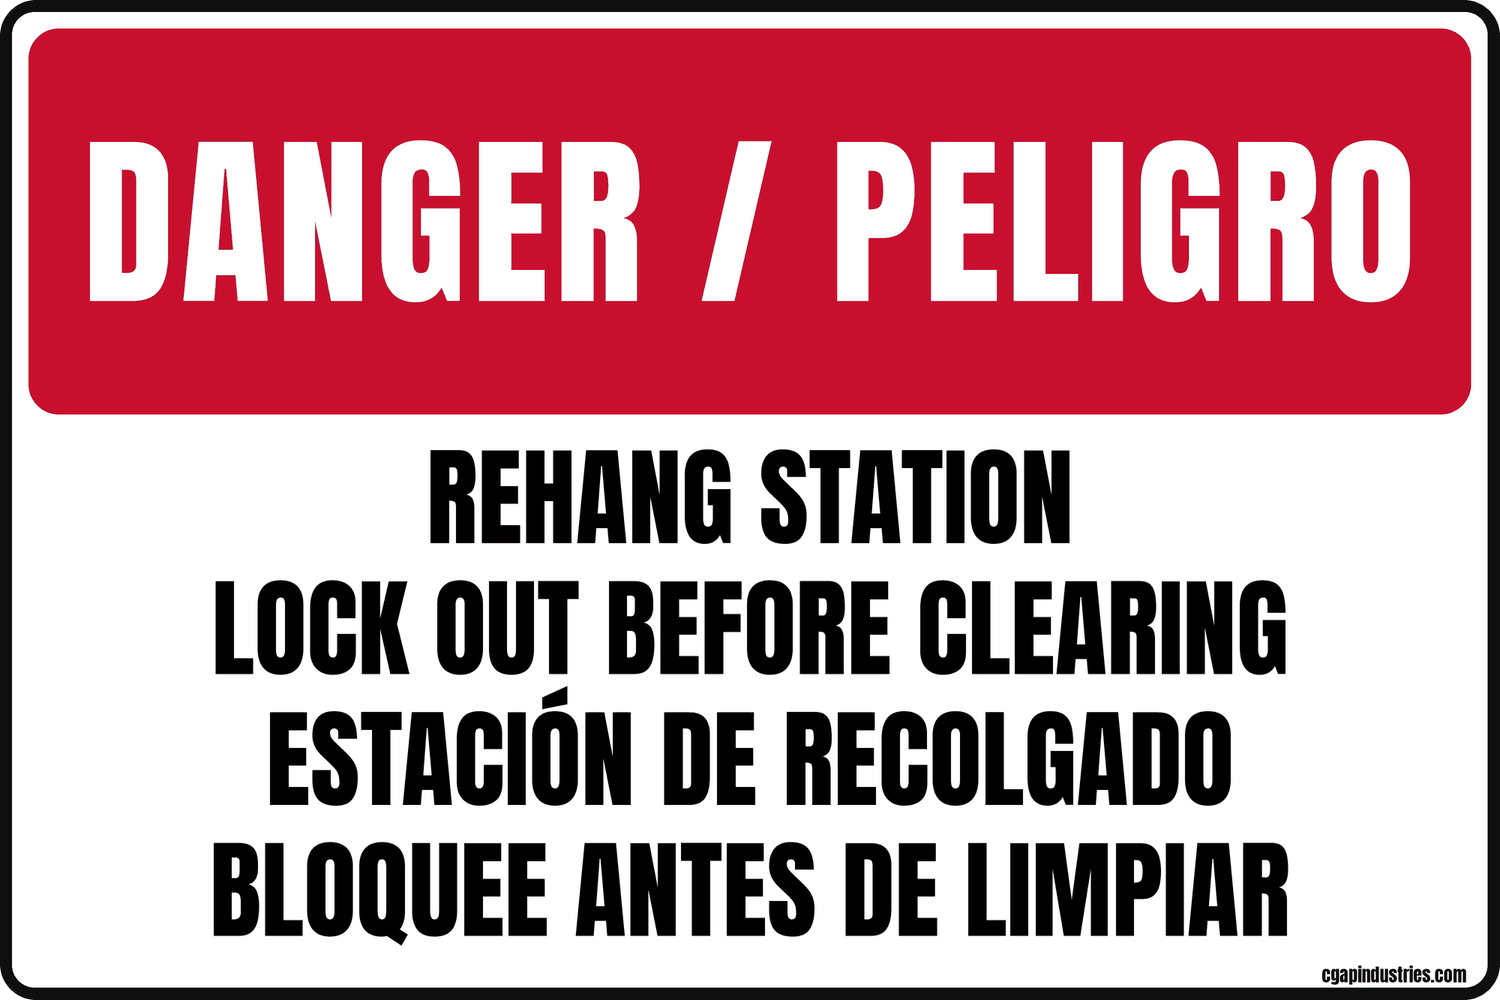 DANGER / PELIGRO
REHANG STATION
LOCK OUT BEFORE CLEARING
ESTACIÓN DE RECOLGADO
BLOQUEE ANTES DE LIMPIAR
cgapindustries.com